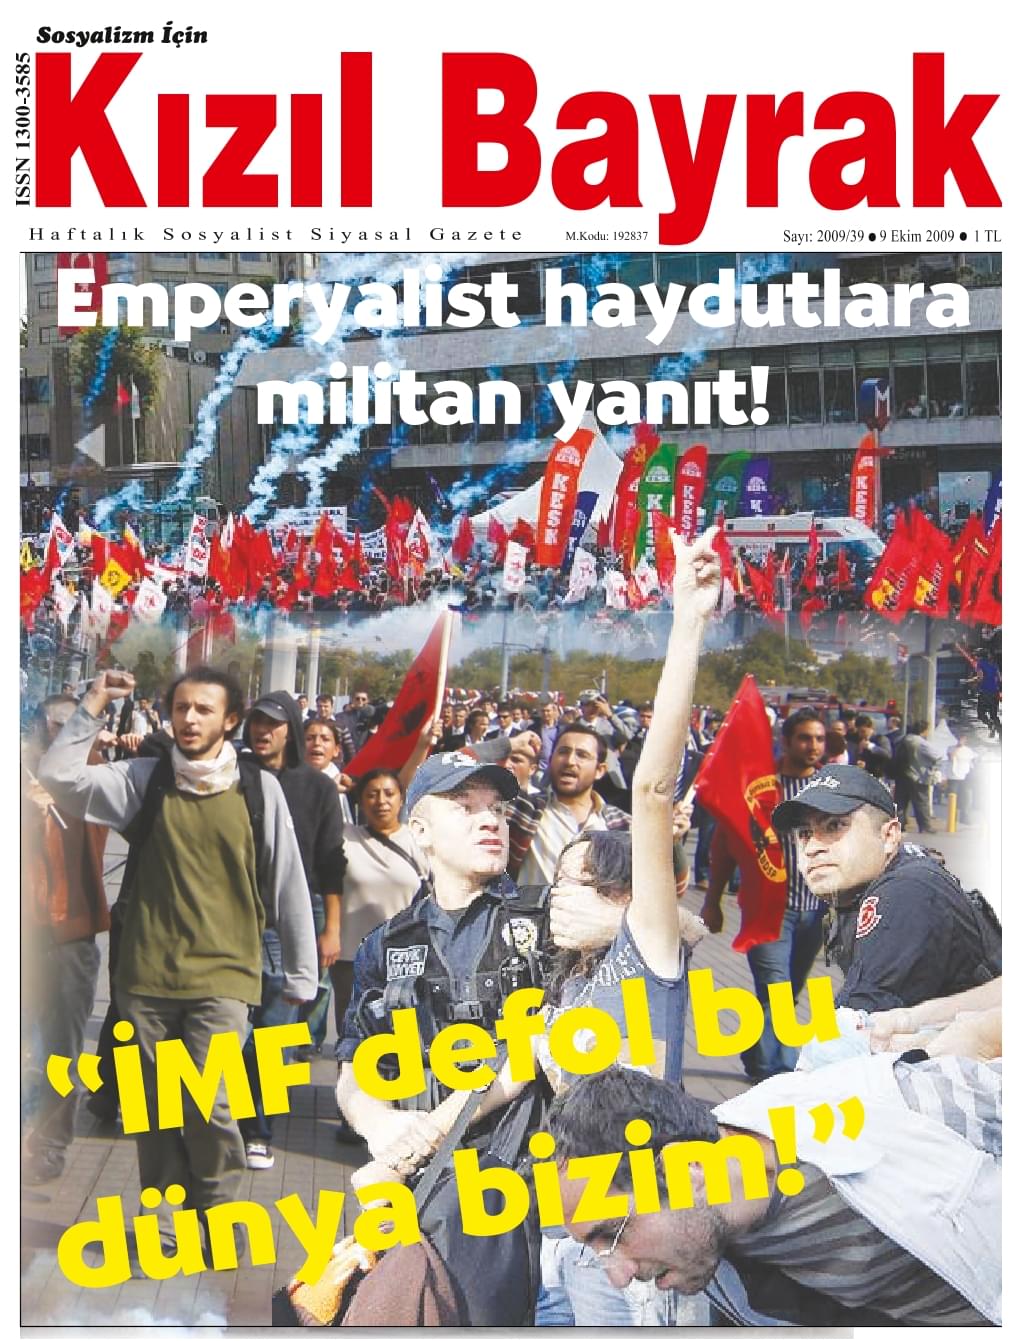 Sosyalizm İçin
ISSN 1300-3585
Kızıl Bayrak
Haftalık Sosyalist Siyasal Gazete
M.Kodu: 192837
Sayı: 2009/39 ● 9 Ekim 2009 ● 1 TL
Emperyalist haydutlara
militan yanıt!
KESK
KESK
KESK
KESK
ÇEVİK
KUVVET
“İMF defol bu
dünya bizim!”